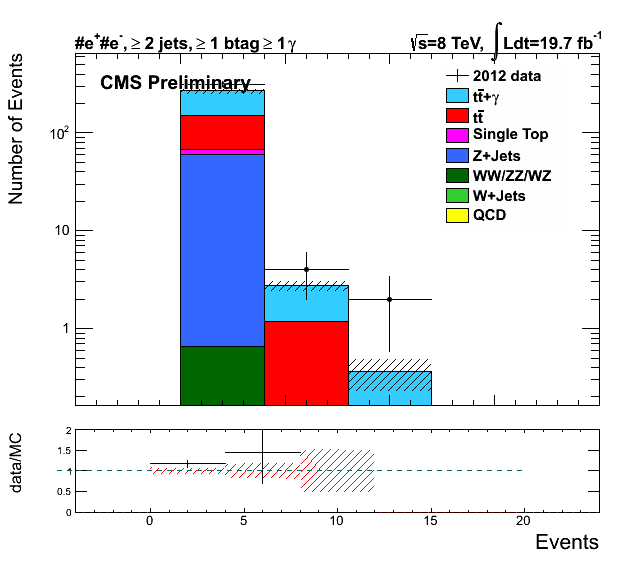 #e+#e-, ≥ 2 jets, ≥ 1 btag ≥ 1γ
√s=8 TeV, ∫Ldt=19.7 fb-1
CMS Preliminary
2012 data
tt̄+γ
tt̄
Single Top
Z+Jets
WW/ZZ/WZ
W+Jets
QCD
Number of Events
10²
10
1
data/MC
2
1.5
1
0.5
0
0 5 10 15 20
Events